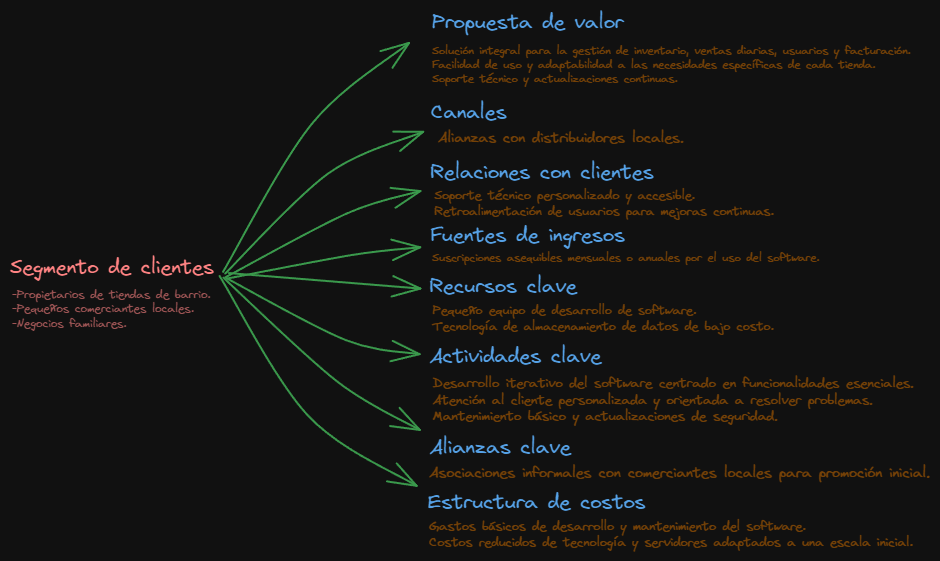 Segmento de clientes
-Propietarios de tiendas de barrio.
-Pequeños comerciantes locales.
-Negocios familiares.
Propuesta de valor
Solución integral para la gestión de inventario, ventas diarias, usuarios y facturación.
Facilidad de uso y adaptabilidad a las necesidades específicas de cada tienda.
Soporte técnico y actualizaciones continuas.
Canales
Alianzas con distribuidores locales.
Relaciones con clientes
Soporte técnico personalizado y accesible.
Retroalimentación de usuarios para mejoras continuas.
Fuentes de ingresos
Suscripciones asequibles mensuales o anuales por el uso del software.
Recursos clave
Pequeño equipo de desarrollo de software.
Tecnología de almacenamiento de datos de bajo costo.
Actividades clave
Desarrollo iterativo del software centrado en funcionalidades esenciales.
Atención al cliente personalizada y orientada a resolver problemas.
Mantenimiento básico y actualizaciones de seguridad.
Alianzas clave
Asociaciones informales con comerciantes locales para promoción inicial.
Estructura de costos
Gastos básicos de desarrollo y mantenimiento del software.
Costos reducidos de tecnología y servidores adaptados a una escala inicial.